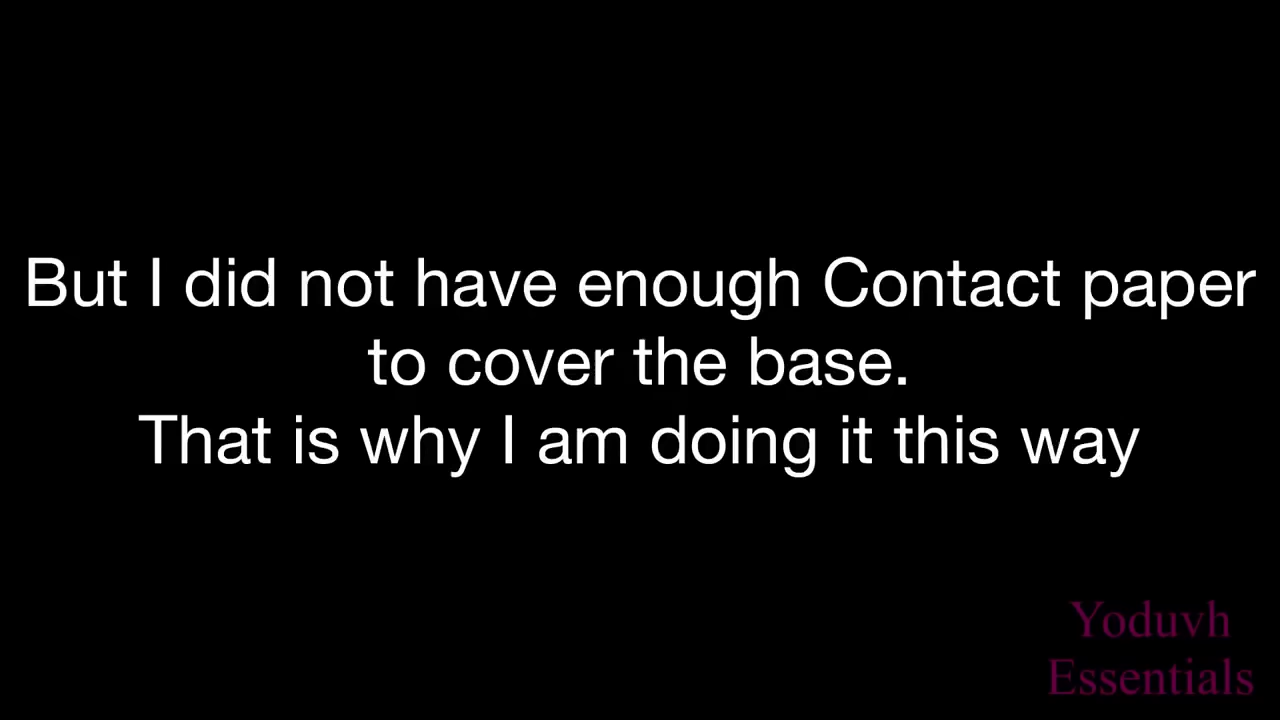 But I did not have enough Contact paper
to cover the base.
That is why I am doing it this way
Yoduvh
Essentials